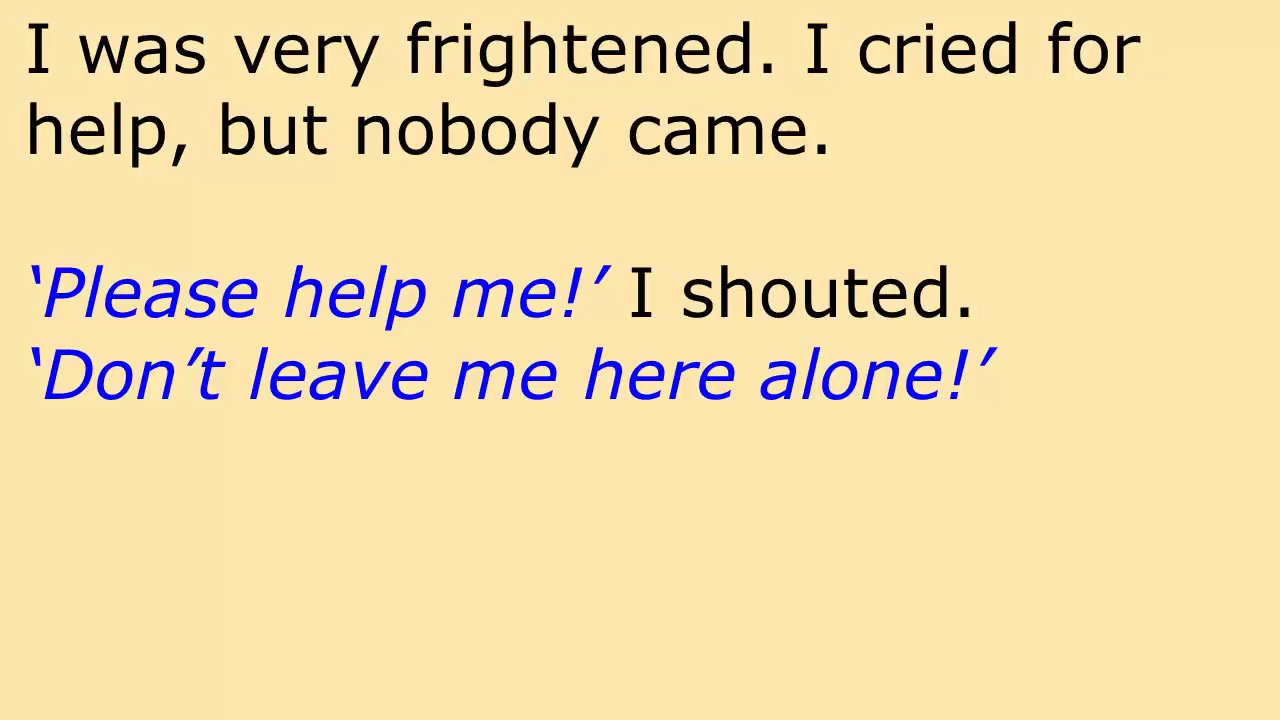 I was very frightened. I cried for
help, but nobody came.
‘Please help me!’ I shouted.
‘Don’t leave me here alone!’